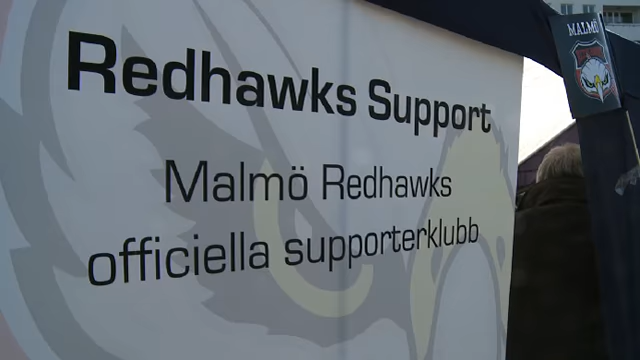 Redhawks Support
Malmö Redhawks
officiella supporterklubb
MALMÖ